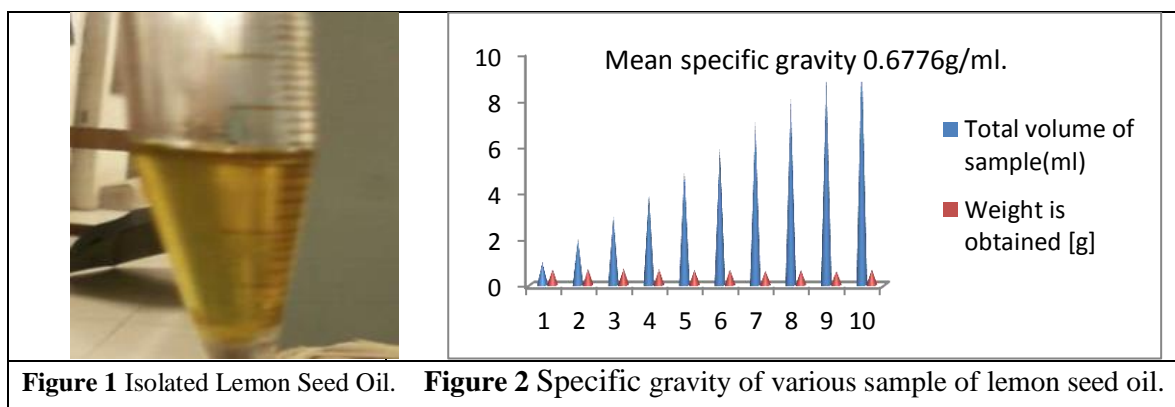 Mean specific gravity 0.6776g/ml.
10
8
6
4
2
0
1 2 3 4 5 6 7 8 9 10
Total volume of
sample(ml)
Weight is
obtained [g]
Figure 1 Isolated Lemon Seed Oil.
Figure 2 Specific gravity of various sample of lemon seed oil.